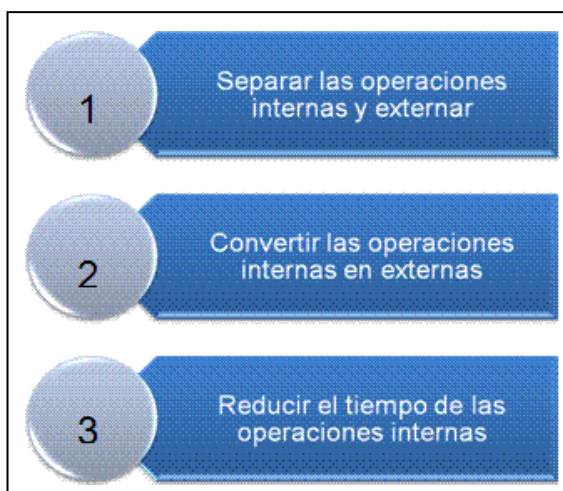 1
Separar las operaciones
internas y externar
2
Convertir las operaciones
internas en externas
3
Reducir el tiempo de las
operaciones internas